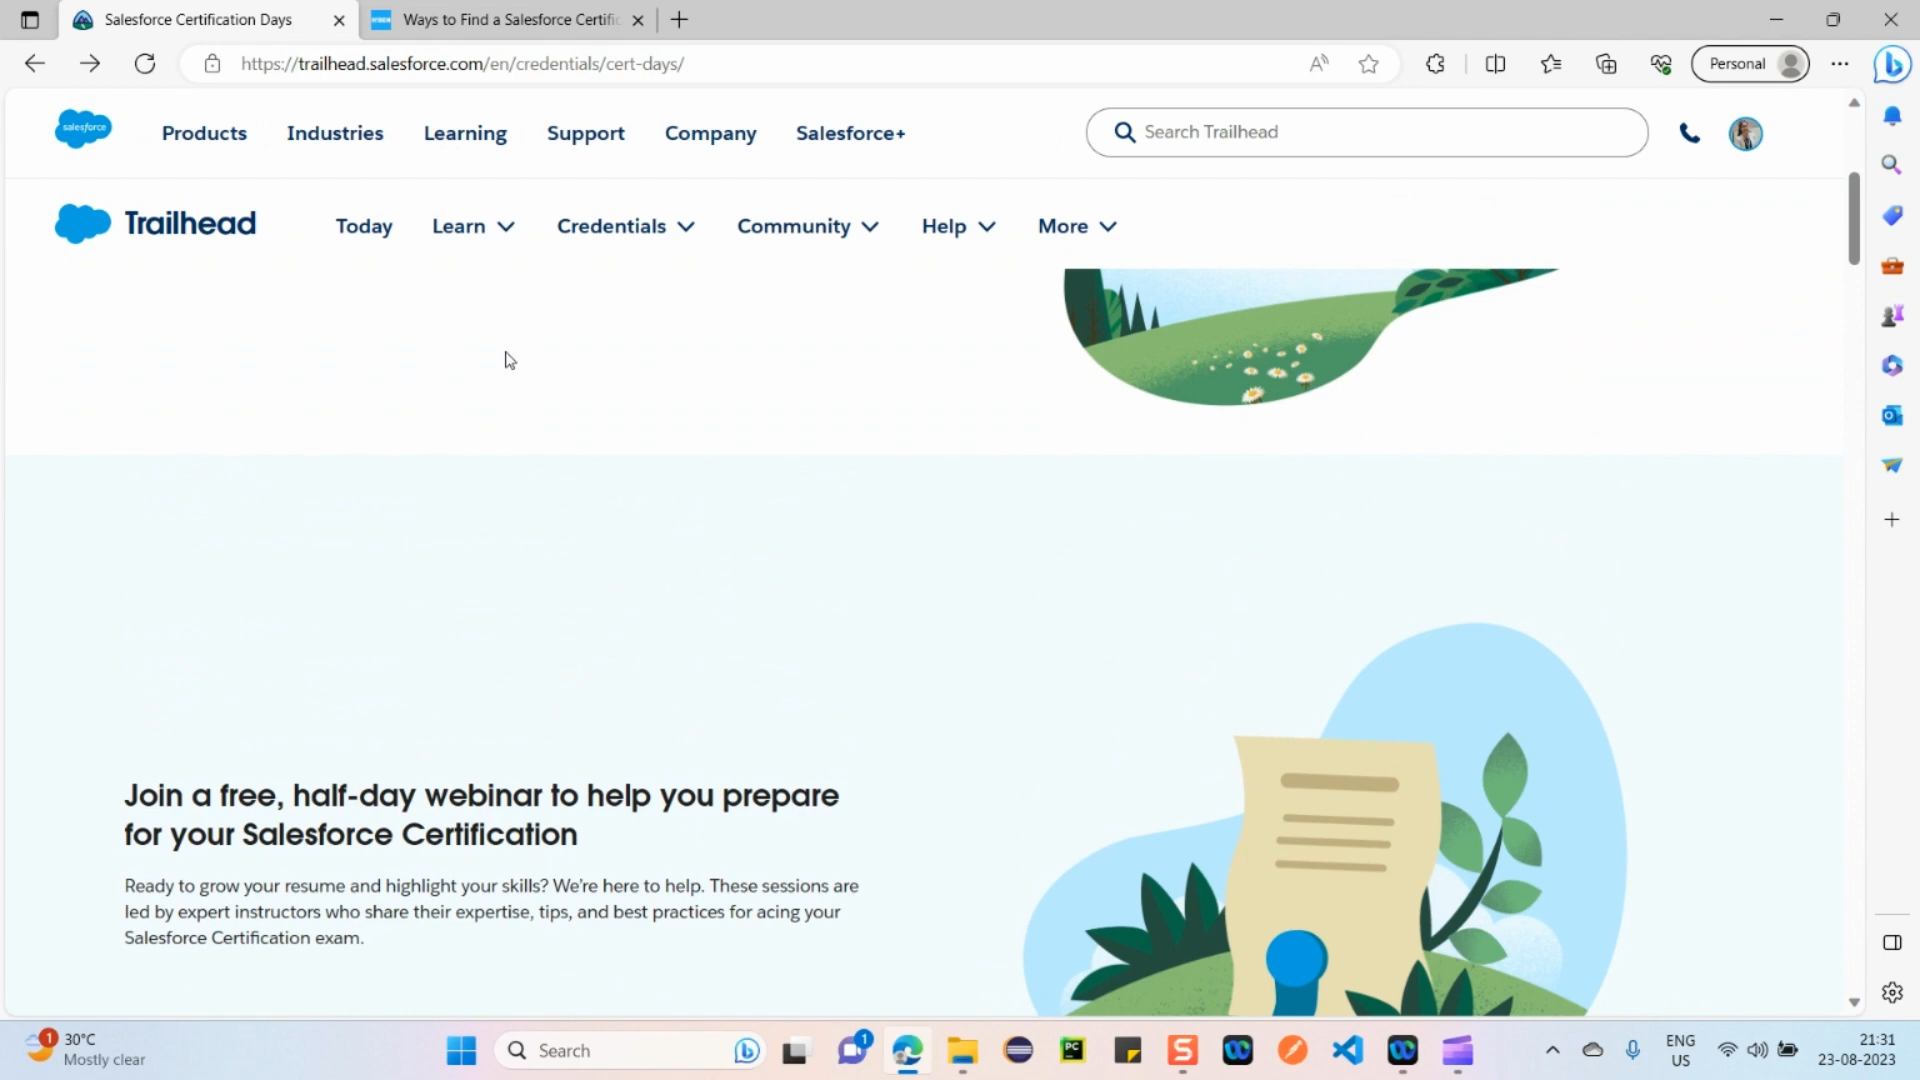 Salesforce Certification Days
Ways to Find a Salesforce Certific
https://trailhead.salesforce.com/en/credentials/cert-days/
Personal
salesforce
Products
Industries
Learning
Support
Company
Salesforce+
Search Trailhead
Trailhead
Today
Learn
Credentials
Community
Help
More
Join a free, half-day webinar to help you prepare
for your Salesforce Certification
Ready to grow your resume and highlight your skills? We're here to help. These sessions are
led by expert instructors who share their expertise, tips, and best practices for acing your
Salesforce Certification exam.
1
30°C
Mostly clear
Search
1
PC
S
ENG
US
21:31
23-08-2023